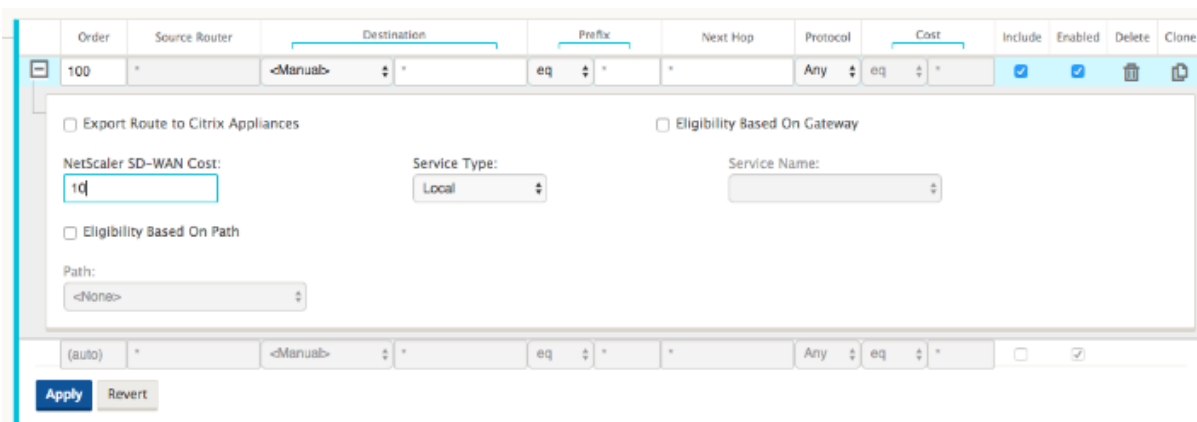 Order Source Router Destination Prefix Next Hop Protocol Cost Include Enabled Delete Clone
100 * <Manual> * eq * * Any eq *
Export Route to Citrix Appliances Eligibility Based On Gateway
NetScaler SD-WAN Cost: Service Type: Service Name:
10 Local
Eligibility Based On Path
Path:
<None>
(auto) * <Manual> * eq * * Any eq *
Apply Revert